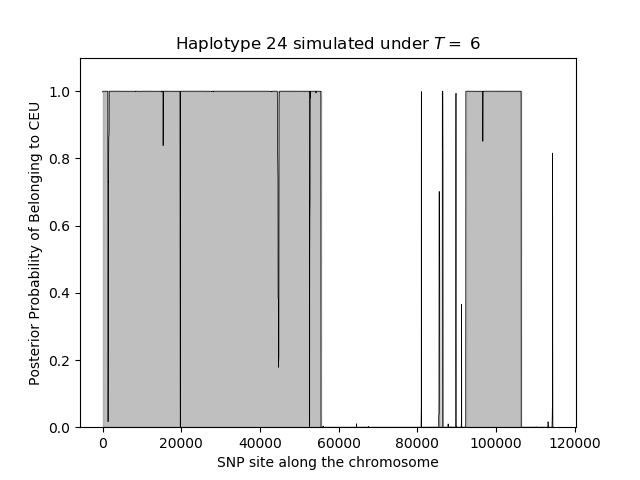 Haplotype 24 simulated under T = 6
Posterior Probability of Belonging to CEU
1.0
0.8
0.6
0.4
0.2
0.0
0 20000 40000 60000 80000 100000 120000
SNP site along the chromosome